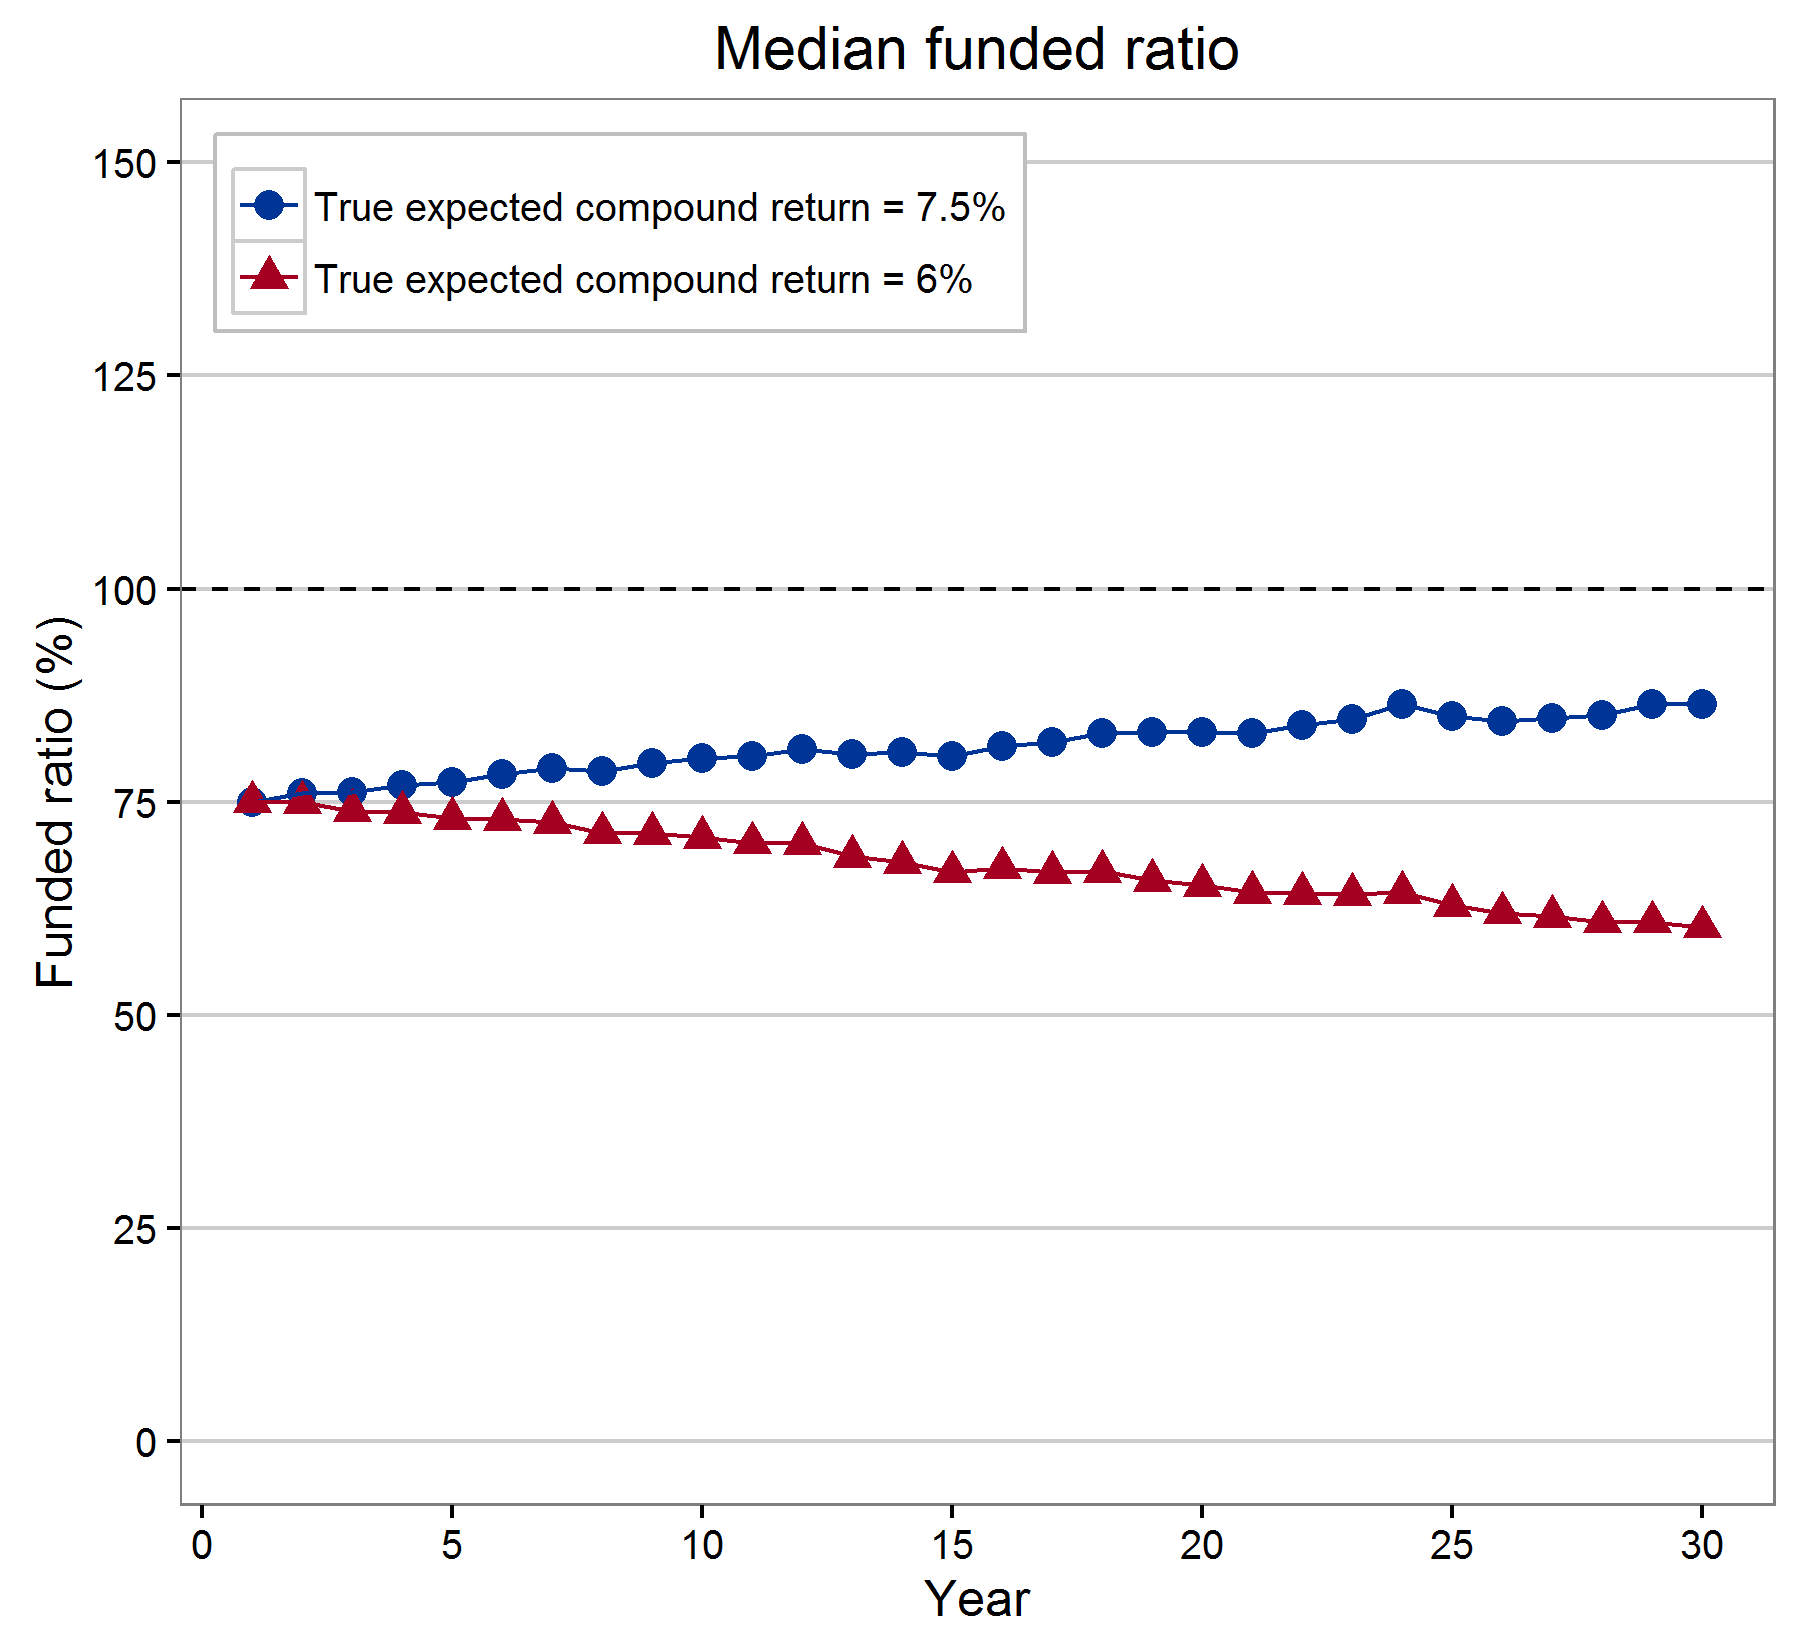 Median funded ratio
True expected compound return = 7.5%
True expected compound return = 6%
Funded ratio (%)
150
125
100
75
50
25
0
0 5 10 15 20 25 30
Year